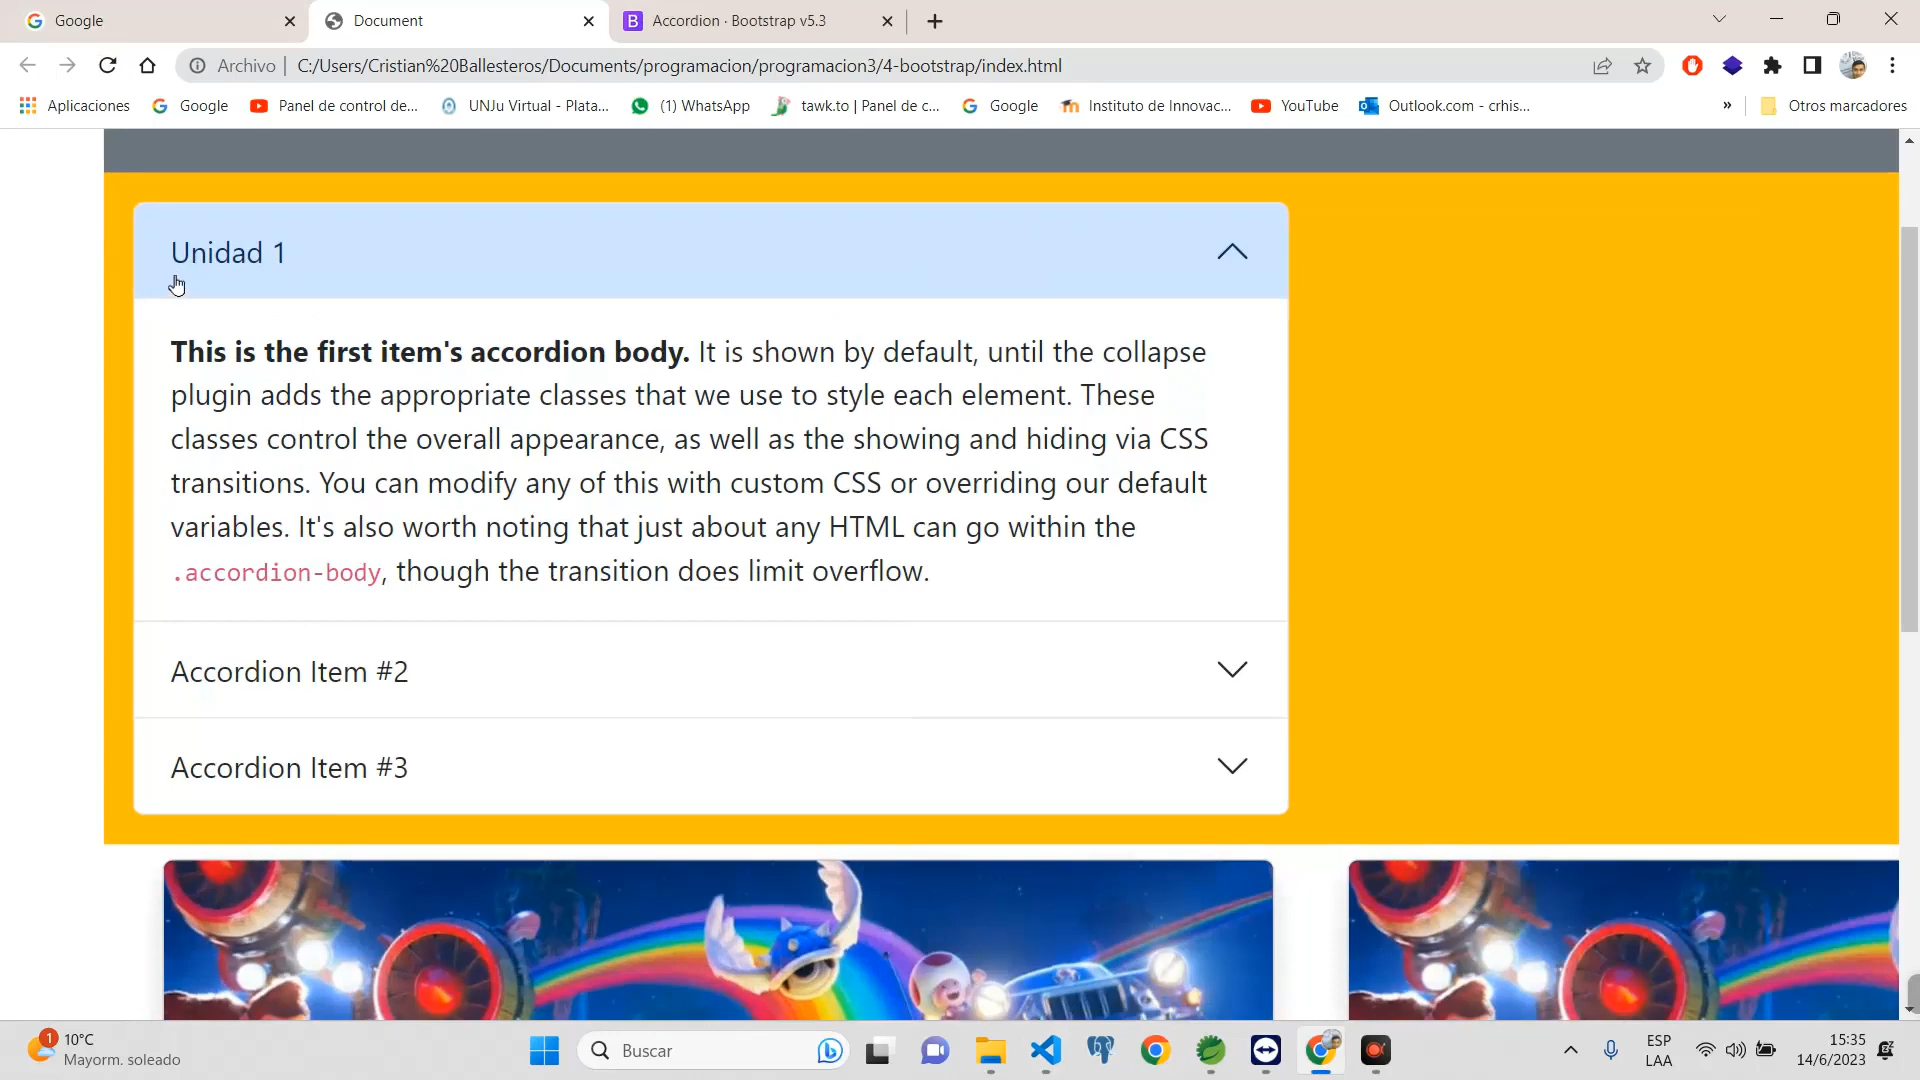 Google
Document
Accordion · Bootstrap v5.3
Archivo
C:/Users/Cristian%20Ballesteros/Documents/programacion/programacion3/4-bootstrap/index.html
Aplicaciones
Google
Panel de control de...
UNJu Virtual - Plata...
(1) WhatsApp
tawk.to | Panel de c...
Google
Instituto de Innovac...
YouTube
Outlook.com - crhis...
»
Otros marcadores
Unidad 1
This is the first item's accordion body. It is shown by default, until the collapse
plugin adds the appropriate classes that we use to style each element. These
classes control the overall appearance, as well as the showing and hiding via CSS
transitions. You can modify any of this with custom CSS or overriding our default
variables. It's also worth noting that just about any HTML can go within the
.accordion-body, though the transition does limit overflow.
Accordion Item #2
Accordion Item #3
1
10°C
Mayorm. soleado
Buscar
ESP
LAA
15:35
14/6/2023